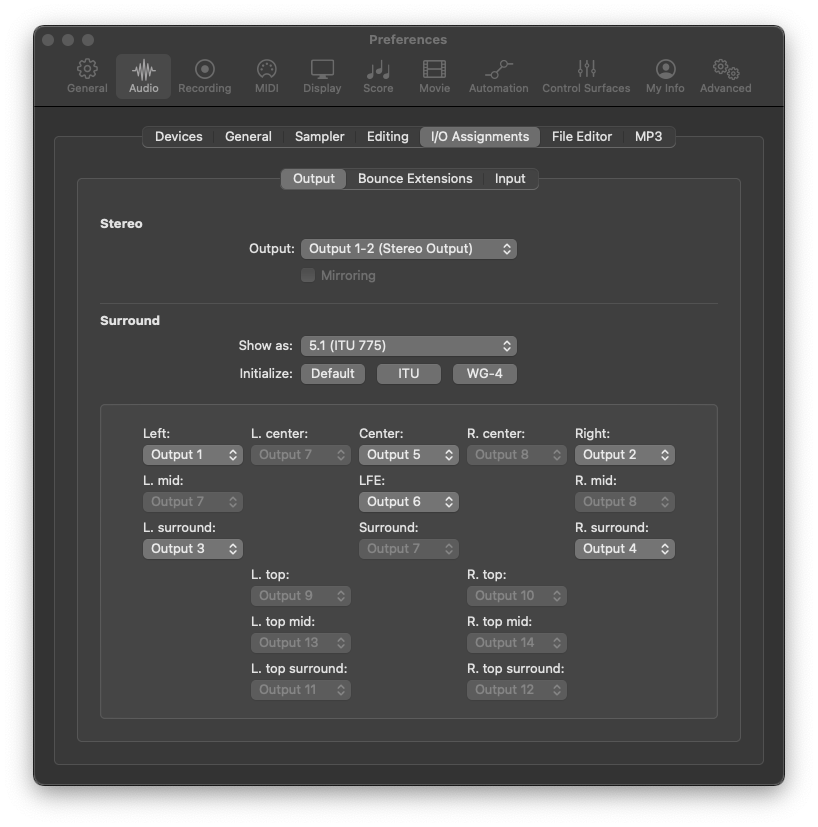 Preferences
General Audio Recording MIDI Display Score Movie Automation Control Surfaces My Info Advanced
Devices General Sampler Editing I/O Assignments File Editor MP3
Output Bounce Extensions Input
Stereo
Output: Output 1-2 (Stereo Output)
Mirroring
Surround
Show as: 5.1 (ITU 775)
Initialize: Default ITU WG-4
Left: L. center: Center: R. center: Right:
Output 1 Output 7 Output 5 Output 8 Output 2
L. mid: LFE: R. mid:
Output 7 Output 6 Output 8
L. surround: Surround: R. surround:
Output 3 Output 7 Output 4
L. top: R. top:
Output 9 Output 10
L. top mid: R. top mid:
Output 13 Output 14
L. top surround: R. top surround:
Output 11 Output 12